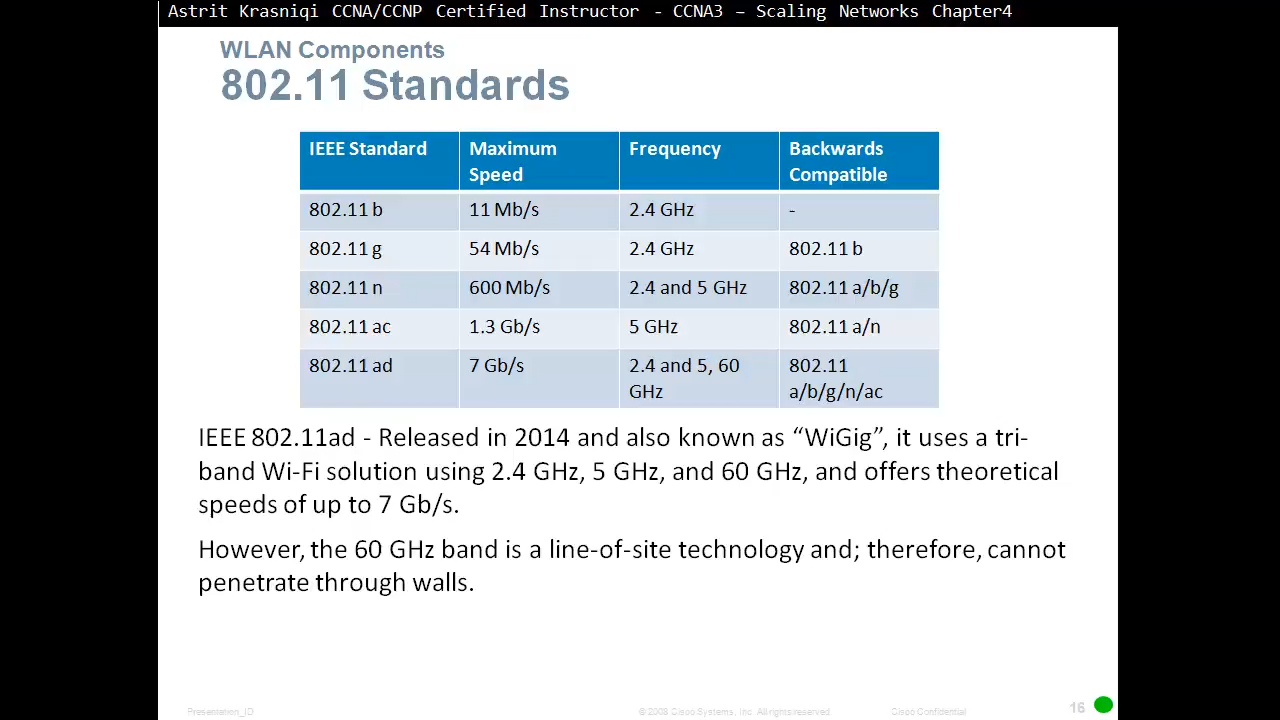 Astrit Krasniqi CCNA/CCNP Certified Instructor - CCNA3 – Scaling Networks Chapter4
WLAN Components
802.11 Standards
IEEE Standard Maximum Speed Frequency Backwards Compatible
802.11 b 11 Mb/s 2.4 GHz -
802.11 g 54 Mb/s 2.4 GHz 802.11 b
802.11 n 600 Mb/s 2.4 and 5 GHz 802.11 a/b/g
802.11 ac 1.3 Gb/s 5 GHz 802.11 a/n
802.11 ad 7 Gb/s 2.4 and 5, 60 GHz 802.11 a/b/g/n/ac
IEEE 802.11ad - Released in 2014 and also known as “WiGig”, it uses a tri-
band Wi-Fi solution using 2.4 GHz, 5 GHz, and 60 GHz, and offers theoretical
speeds of up to 7 Gb/s.
However, the 60 GHz band is a line-of-site technology and; therefore, cannot
penetrate through walls.
Presentation_ID © 2008 Cisco Systems, Inc. All rights reserved. Cisco Confidential 16